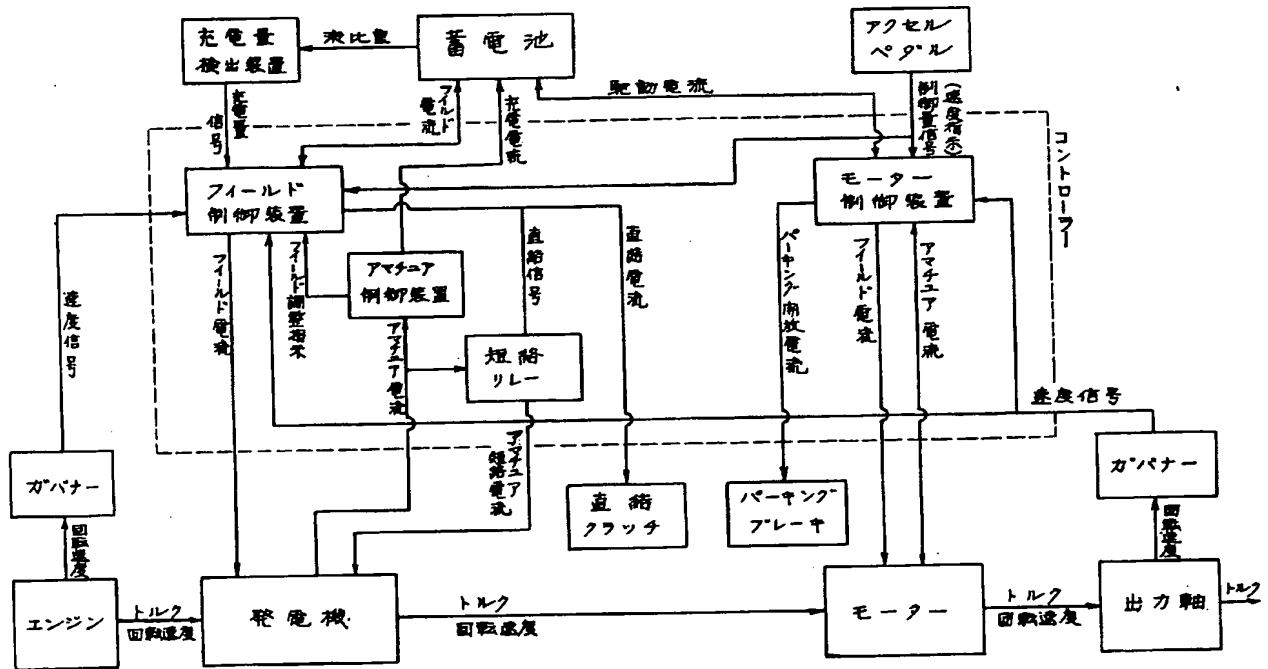 充電量
検出装置
液比重
蓄電池
アクセル
ペダル
駆動電流
充電量
信号
フィールド
電流
充電電流
(速度指示)
制御量信号
コントローラー
フィールド
制御装置
モーター
制御装置
アマチュア
制御装置
フィールド調整指示
直結信号
直結電流
パーキング開放電流
フィールド電流
アマチュア電流
速度信号
フィールド電流
アマチュア電流
短絡
リレー
速度信号
アマチュア
短絡電流
ガバナー
直結
クラッチ
パーキング
ブレーキ
ガバナー
回転速度
回転速度
エンジン
トルク
回転速度
発電機
トルク
回転速度
モーター
トルク
回転速度
出力軸
トルク